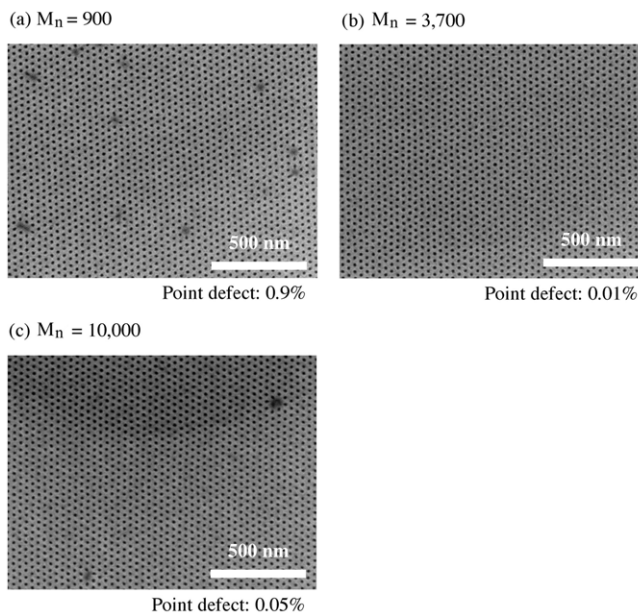 (a) Mn = 900
(b) Mn = 3,700
500 nm
500 nm
Point defect: 0.9%
Point defect: 0.01%
(c) Mn = 10,000
500 nm
Point defect: 0.05%